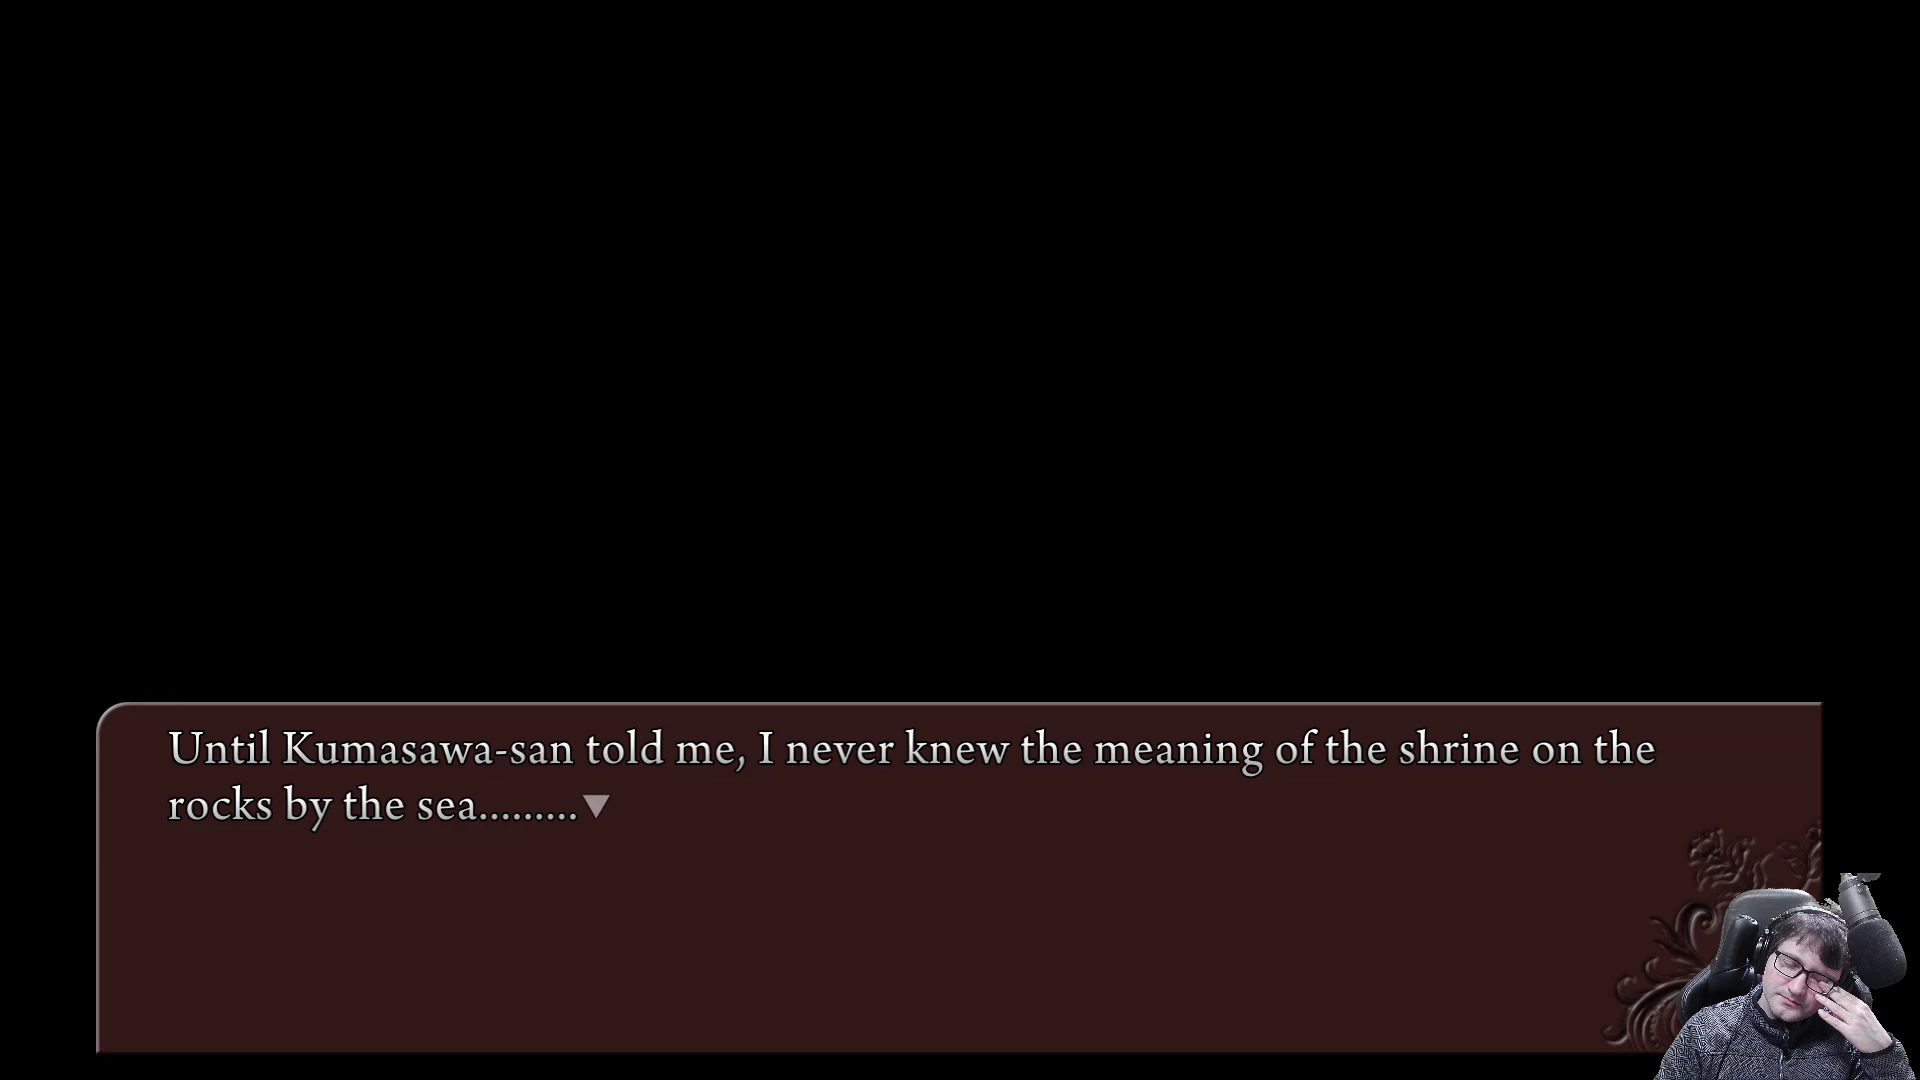 Until Kumasawa-san told me, I never knew the meaning of the shrine on the
rocks by the sea.........